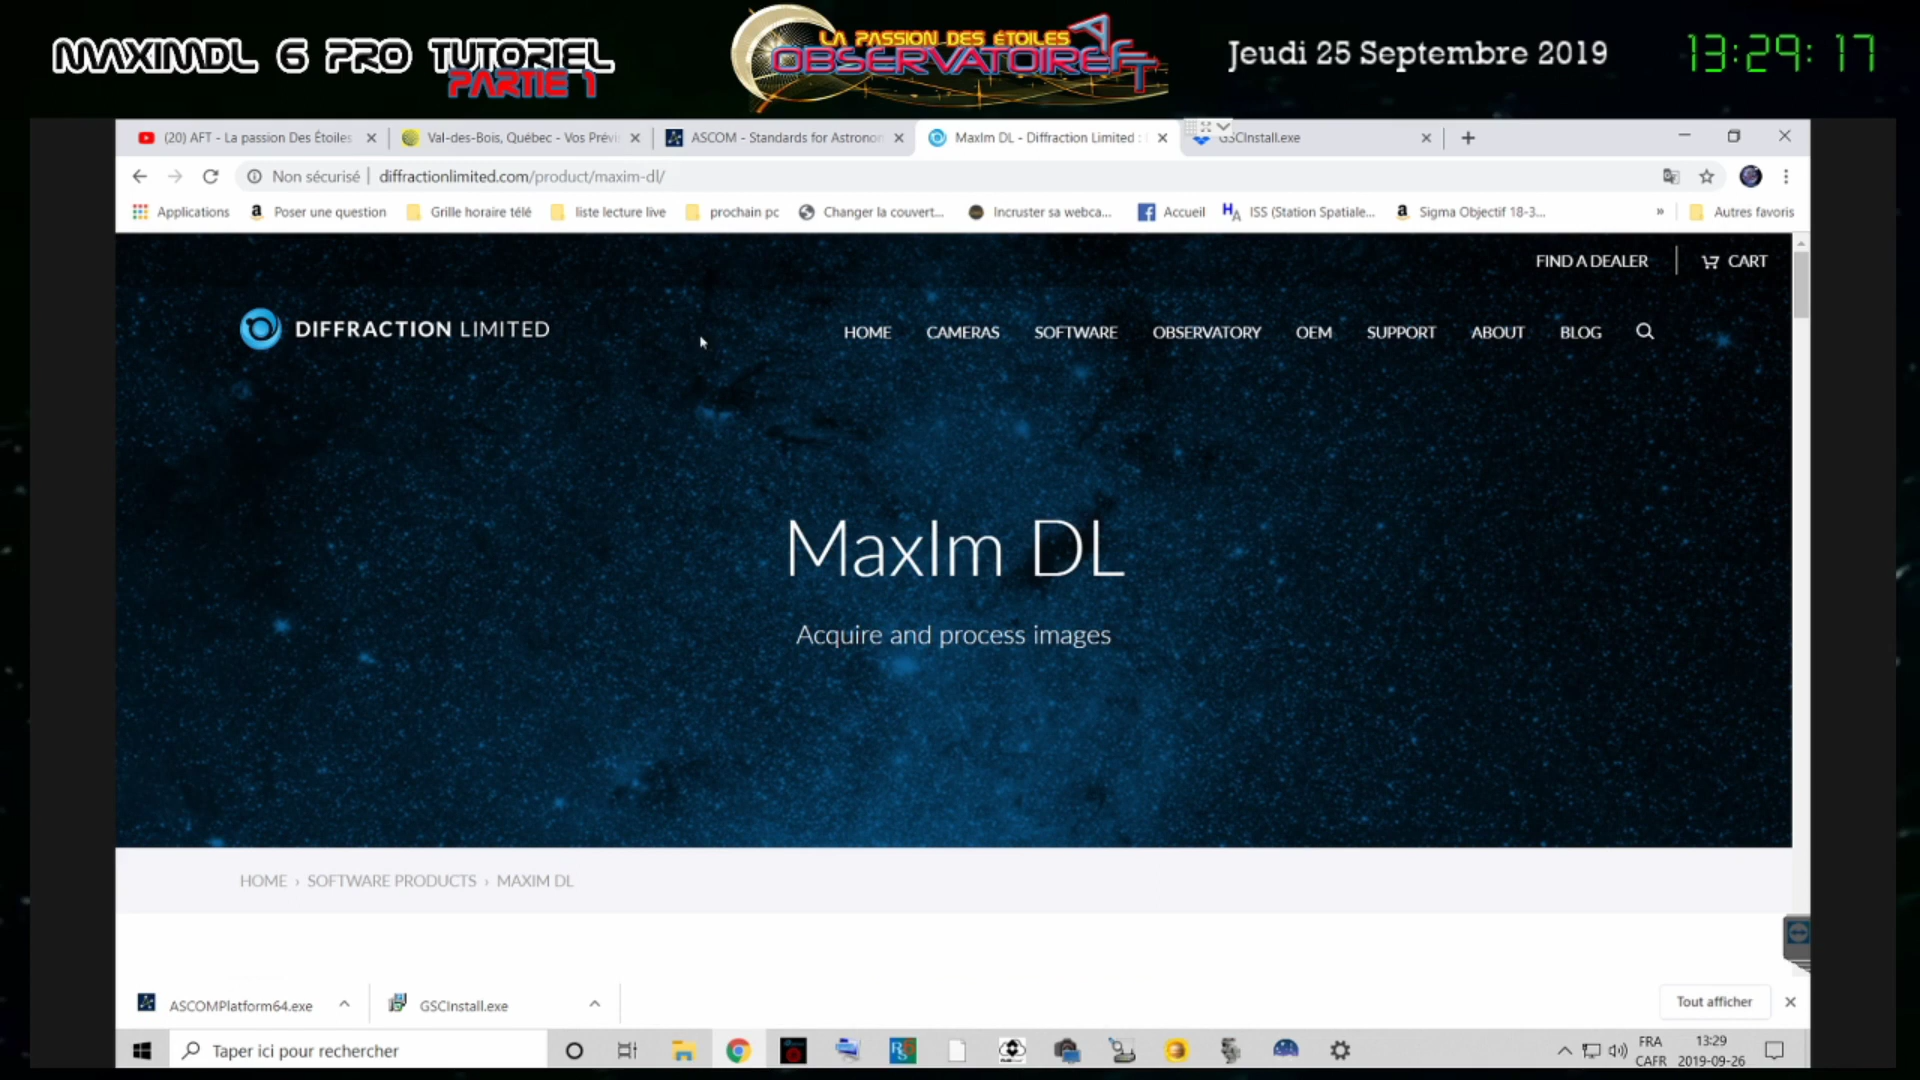 MAXIMDL 6 PRO TUTORIEL
PARTIE 1
LA PASSION DES ÉTOILES
OBSERVATOIRE AFT
Jeudi 25 Septembre 2019
13:29:17
(20) AFT - La passion Des Étoiles
Val-des-Bois, Québec - Vos Prévi
ASCOM - Standards for Astronon
MaxIm DL - Diffraction Limited :
GSCInstall.exe
Non sécurisé
diffractionlimited.com/product/maxim-dl/
Applications
Poser une question
Grille horaire télé
liste lecture live
prochain pc
Changer la couvert...
Incruster sa webca...
Accueil
ISS (Station Spatiale...
Sigma Objectif 18-3...
»
Autres favoris
FIND A DEALER
CART
DIFFRACTION LIMITED
HOME
CAMERAS
SOFTWARE
OBSERVATORY
OEM
SUPPORT
ABOUT
BLOG
MaxIm DL
Acquire and process images
HOME › SOFTWARE PRODUCTS › MAXIM DL
ASCOMPlatform64.exe
GSCInstall.exe
Tout afficher
Taper ici pour rechercher
FRA
CAFR
13:29
2019-09-26